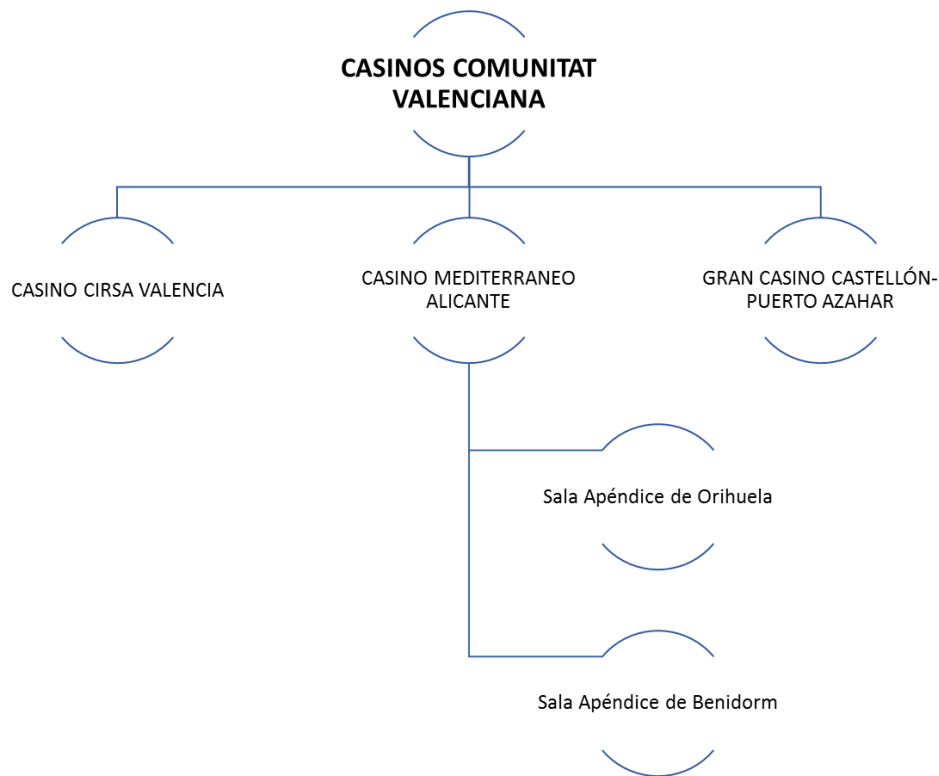 CASINOS COMUNITAT
VALENCIANA
CASINO CIRSA VALENCIA
CASINO MEDITERRANEO
ALICANTE
GRAN CASINO CASTELLÓN-
PUERTO AZAHAR
Sala Apéndice de Orihuela
Sala Apéndice de Benidorm